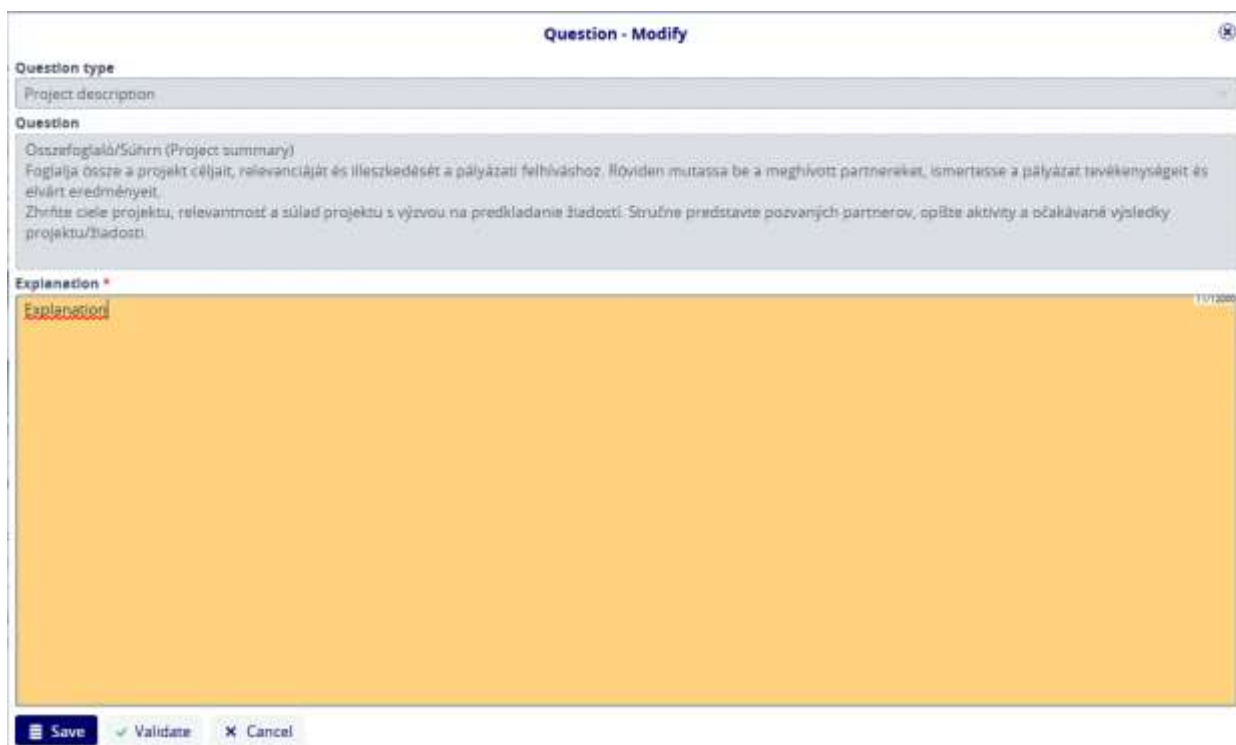 Question - Modify
Question type
Project description
Question
Összefoglaló/Súhrn (Project summary)
Foglalja össze a projekt céljait, relevanciáját és illeszkedését a pályázati felhíváshoz. Röviden mutassa be a meghívott partnereket, ismertesse a pályázat tevékenységeit és
elvárt eredményeit.
Zhrňte ciele projektu, relevantnosť a súlad projektu s výzvou na predkladanie žiadostí. Stručne predstavte pozvaných partnerov, opíšte aktivity a očakávané výsledky
projektu/žiadosti.
Explanation *
Explanation
Save Validate Cancel